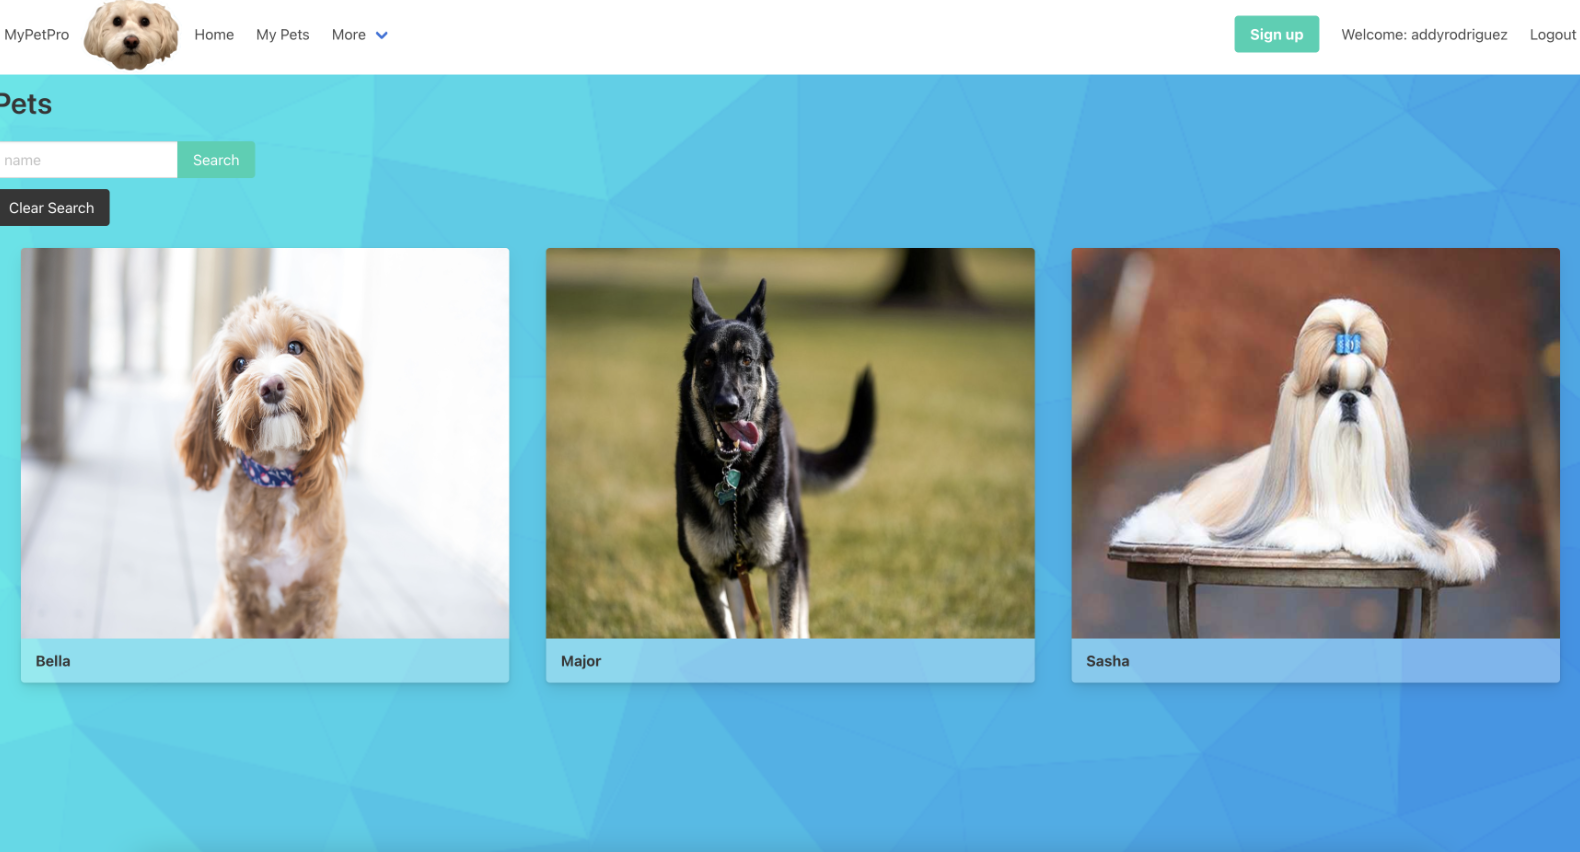 MyPetPro Home My Pets More Sign up Welcome: addyrodriguez Logout
Pets
name Search
Clear Search
Bella Major Sasha